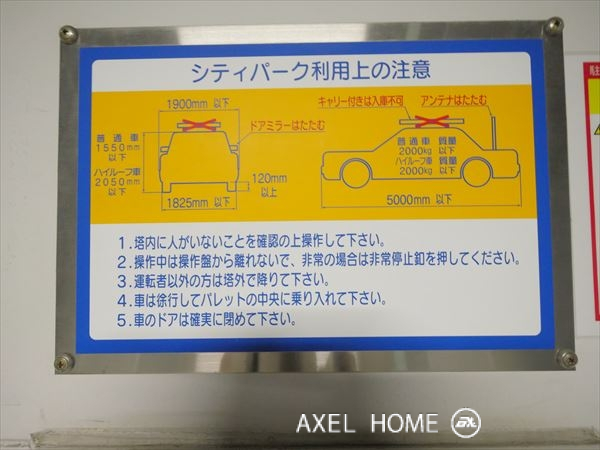 シティパーク利用上の注意
1900mm 以下
ドアミラーはたたむ
普通車
1550mm
以下
ハイルーフ車
2050mm
以下
120mm
以上
1825mm 以下
キャリー付きは入庫不可
アンテナはたたむ
普通車 質量
2000kg 以下
ハイルーフ車 質量
2000kg 以下
5000mm 以下
1.塔内に人がいないことを確認の上操作して下さい。
2.操作中は操作盤から離れないで、非常の場合は非常停止釦を押してください。
3.運転者以外の方は塔外で降りて下さい。
4.車は徐行してパレットの中央に乗り入れて下さい。
5.車のドアは確実に閉めて下さい。
AXEL HOME